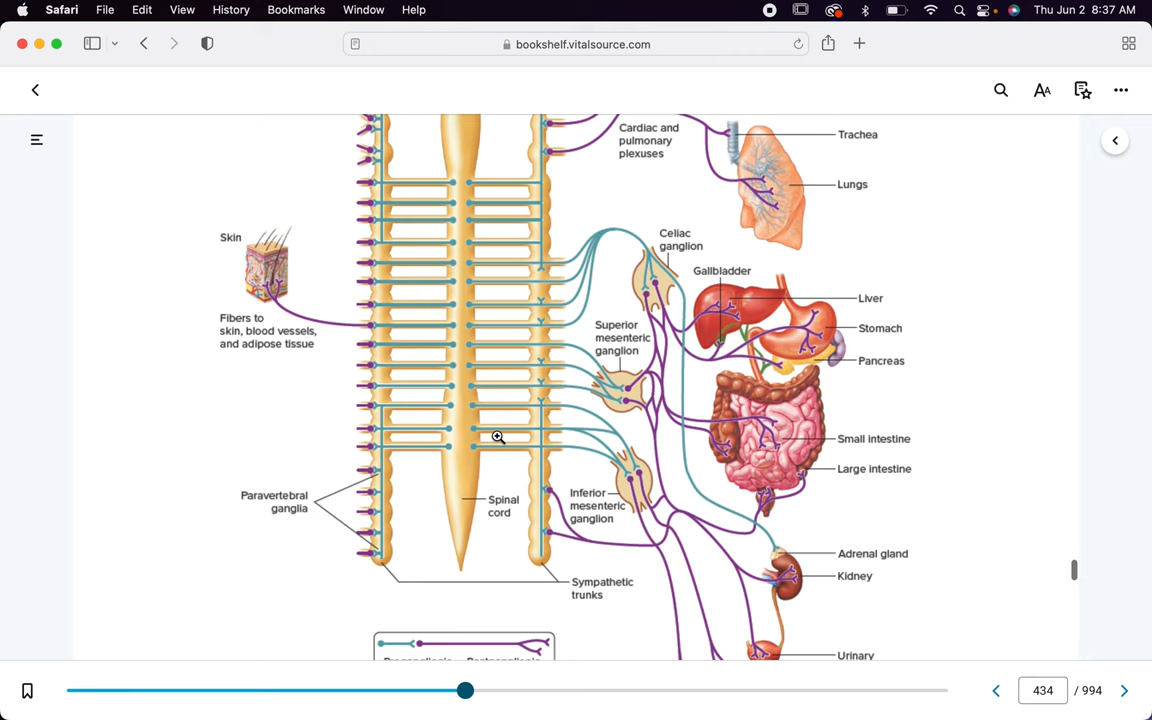 Safari File Edit View History Bookmarks Window Help Thu Jun 2 8:37 AM
bookshelf.vitalsource.com
AA
Cardiac and
pulmonary
plexuses
Trachea
Lungs
Skin
Celiac
ganglion
Gallbladder
Liver
Fibers to
skin, blood vessels,
and adipose tissue
Superior
mesenteric
ganglion
Stomach
Pancreas
Small intestine
Large intestine
Paravertebral
ganglia
Spinal
cord
Inferior
mesenteric
ganglion
Adrenal gland
Kidney
Sympathetic
trunks
Urinary
434 / 994